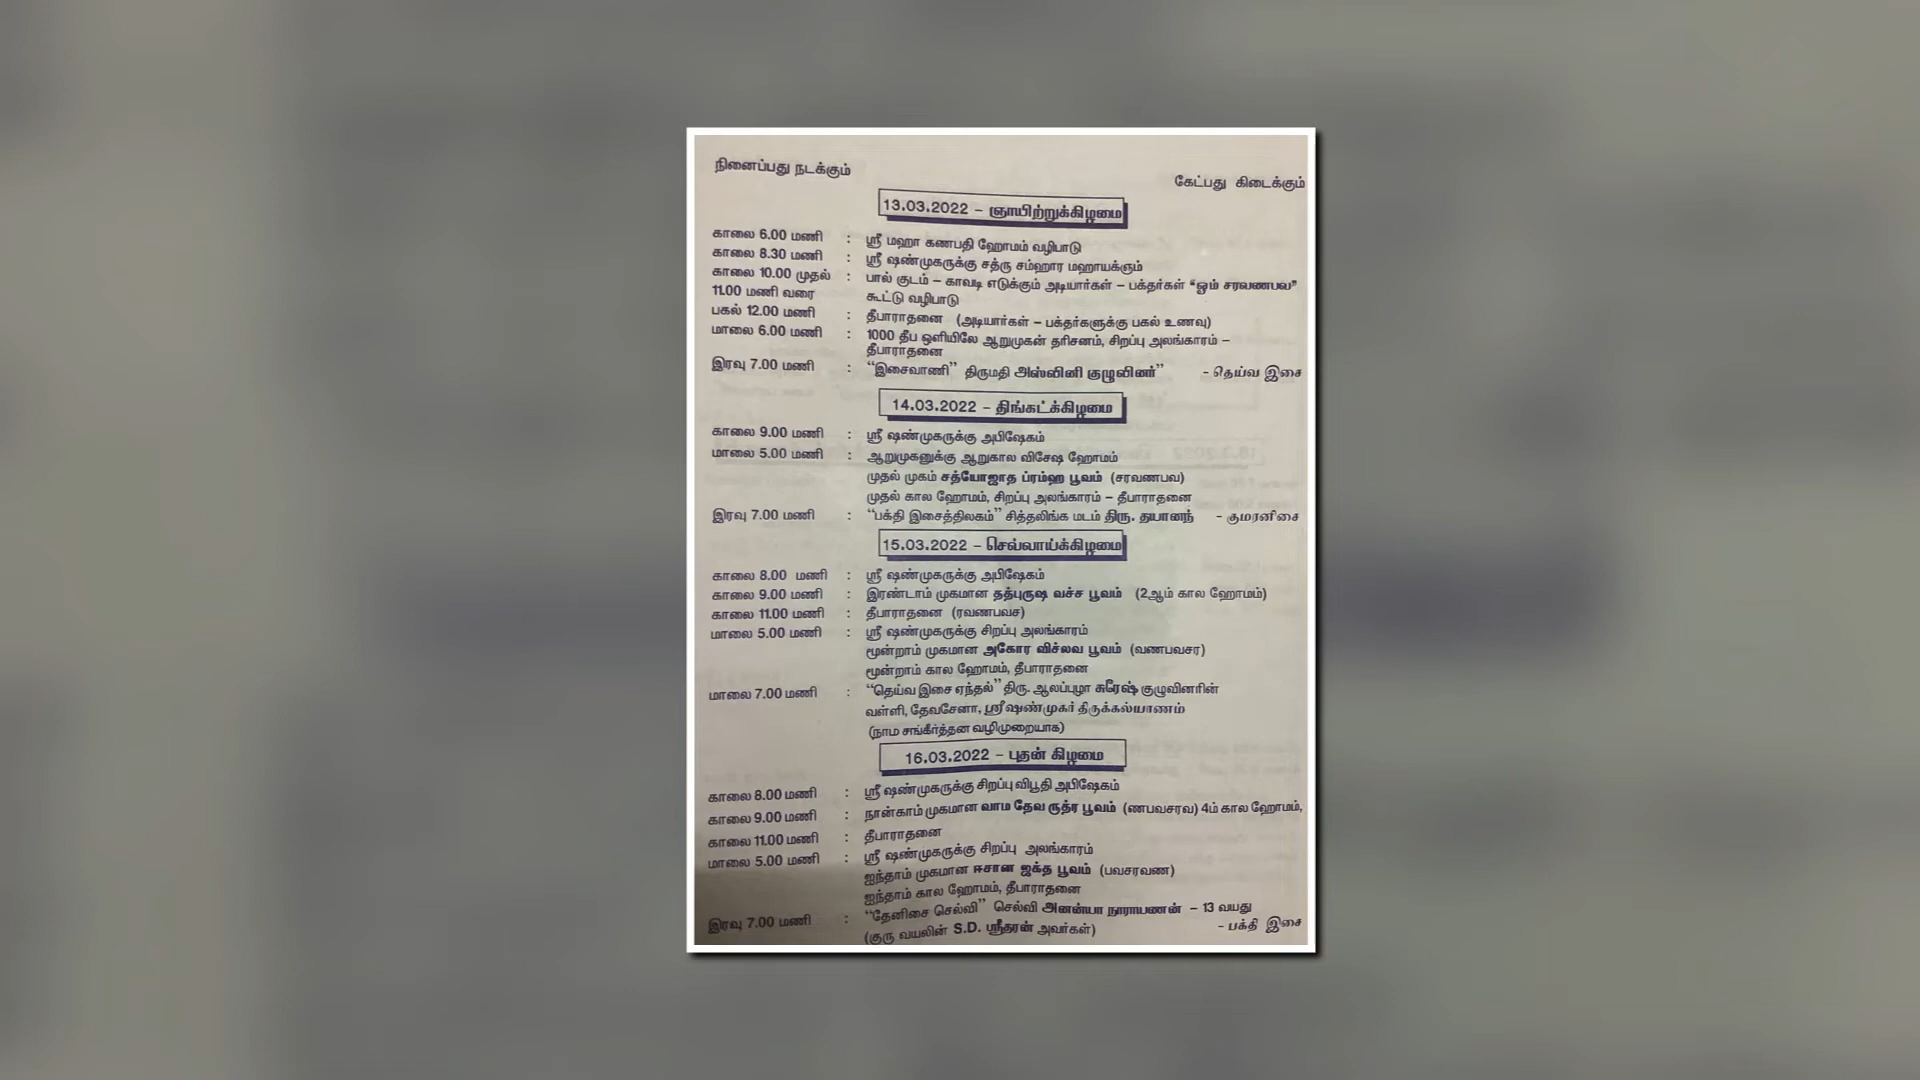 நினைப்பது நடக்கும்
கேட்பது கிடைக்கும்
13.03.2022 – ஞாயிற்றுக்கிழமை
காலை 6.00 மணி : ஸ்ரீ மஹா கணபதி ஹோமம் வழிபாடு
காலை 8.30 மணி : ஸ்ரீ ஷண்முகருக்கு சத்ரு சம்ஹார மஹாயக்ஞம்
காலை 10.00 முதல் : பால் குடம் – காவடி எடுக்கும் அடியார்கள் – பக்தர்கள் "ஓம் சரவணபவ"
11.00 மணி வரை கூட்டு வழிபாடு
பகல் 12.00 மணி : தீபாராதனை (அடியார்கள் – பக்தர்களுக்கு பகல் உணவு)
மாலை 6.00 மணி : 1000 தீப ஒளியிலே ஆறுமுகன் தரிசனம், சிறப்பு அலங்காரம் –
தீபாராதனை
இரவு 7.00 மணி : "இசைவாணி" திருமதி அஸ்வினி குழுவினர்" - தெய்வ இசை
14.03.2022 – திங்கட்க்கிழமை
காலை 9.00 மணி : ஸ்ரீ ஷண்முகருக்கு அபிஷேகம்
மாலை 5.00 மணி : ஆறுமுகனுக்கு ஆறுகால விசேஷ ஹோமம்
முதல் முகம் சத்யோஜாத ப்ரம்ஹ பூவம் (சரவணபவ)
முதல் கால ஹோமம், சிறப்பு அலங்காரம் – தீபாராதனை
இரவு 7.00 மணி : "பக்தி இசைத்திலகம்" சித்தலிங்க மடம் திரு. தயானந் - குமரனிசை
15.03.2022 – செவ்வாய்க்கிழமை
காலை 8.00 மணி : ஸ்ரீ ஷண்முகருக்கு அபிஷேகம்
காலை 9.00 மணி : இரண்டாம் முகமான தத்புருஷ வச்ச பூவம் (2ஆம் கால ஹோமம்)
காலை 11.00 மணி : தீபாராதனை (ரவணபவச)
மாலை 5.00 மணி : ஸ்ரீ ஷண்முகருக்கு சிறப்பு அலங்காரம்
மூன்றாம் முகமான அகோர விச்லவ பூவம் (வணபவசர)
மூன்றாம் கால ஹோமம், தீபாராதனை
மாலை 7.00 மணி : "தெய்வ இசை ஏந்தல்" திரு. ஆலப்புழா சுரேஷ் குழுவினரின்
வள்ளி, தேவசேனா, ஸ்ரீஷண்முகர் திருக்கல்யாணம்
(நாம சங்கீர்த்தன வழிமுறையாக)
16.03.2022 – புதன் கிழமை
காலை 8.00 மணி : ஸ்ரீ ஷண்முகருக்கு சிறப்பு விபூதி அபிஷேகம்
காலை 9.00 மணி : நான்காம் முகமான வாம தேவ ருத்ர பூவம் (ணபவசரவ) 4ம் கால ஹோமம்,
காலை 11.00 மணி : தீபாராதனை
மாலை 5.00 மணி : ஸ்ரீ ஷண்முகருக்கு சிறப்பு அலங்காரம்
ஐந்தாம் முகமான ஈசான ஜக்த பூவம் (பவசரவண)
ஐந்தாம் கால ஹோமம், தீபாராதனை
இரவு 7.00 மணி : "தேனிசை செல்வி" செல்வி அனன்யா நாராயணன் – 13 வயது
(குரு வயலின் S.D. ஸ்ரீதரன் அவர்கள்) - பக்தி இசை